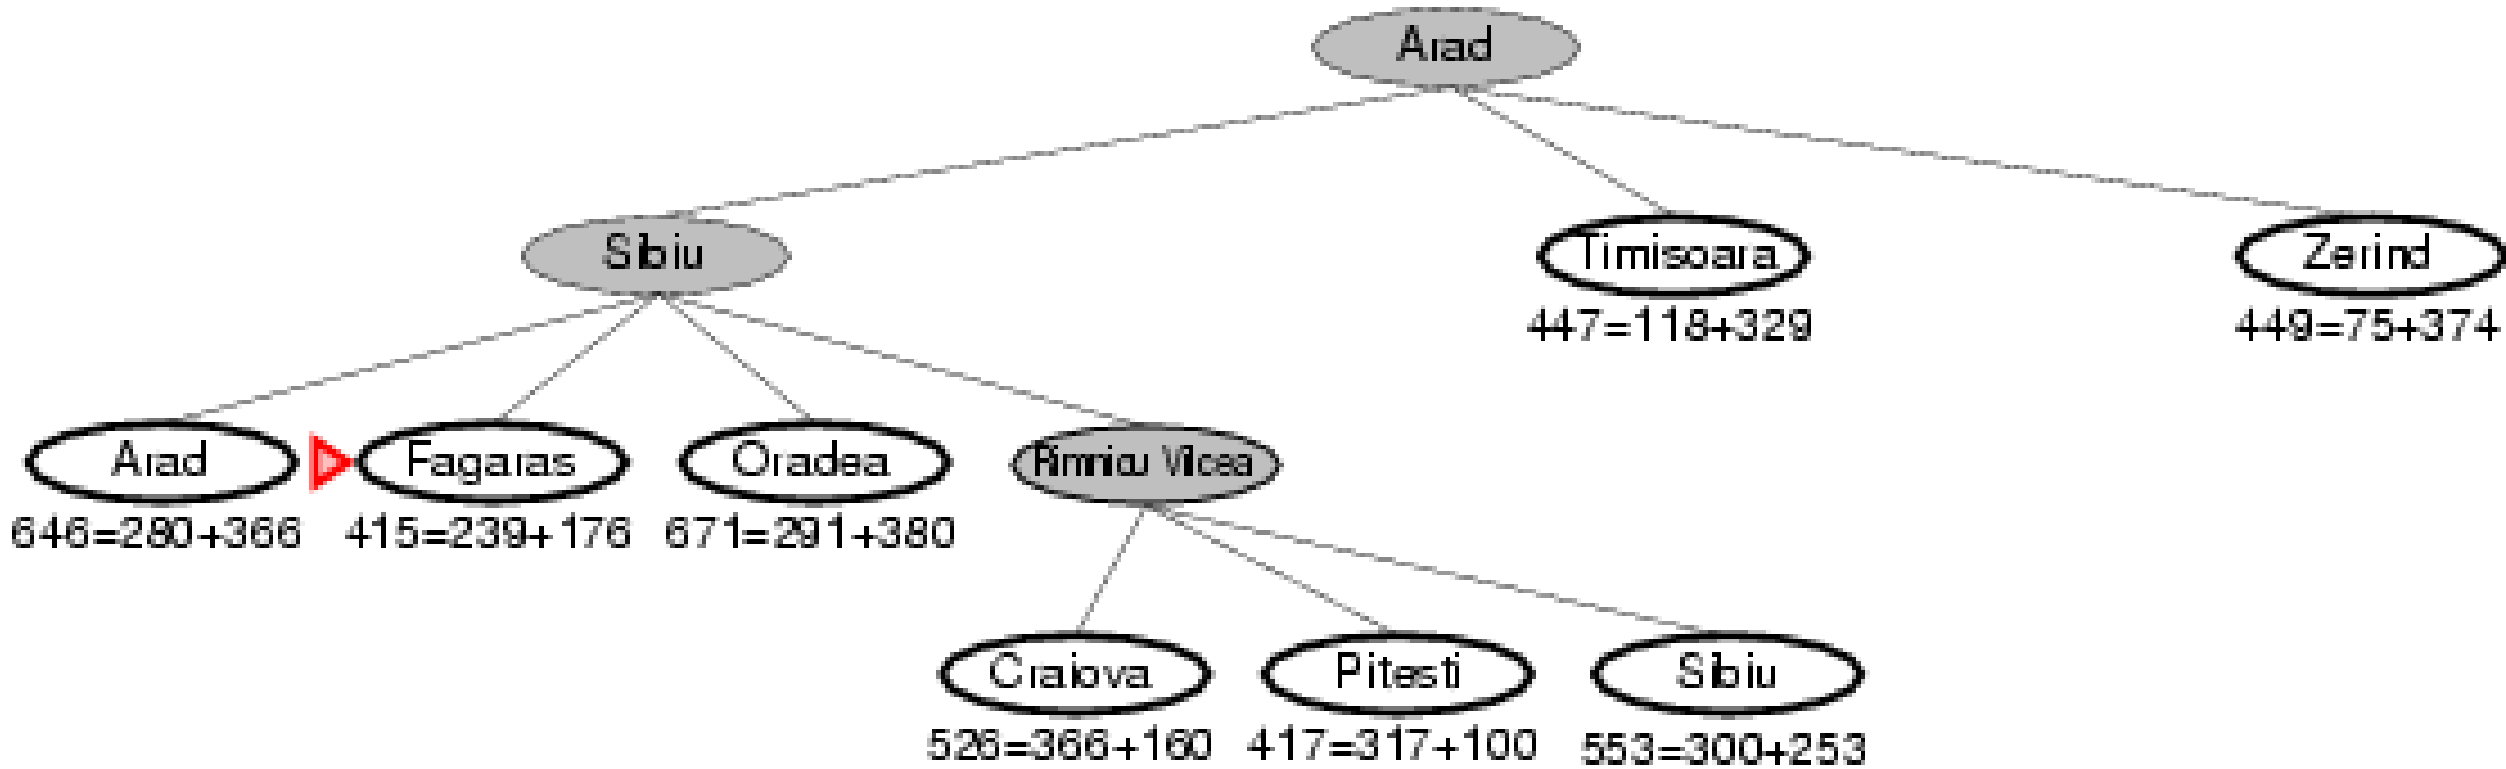 Arad
Sibiu
Timisoara
Zerind
447=118+329
449=75+374
Arad
Fagaras
Oradea
Rimnicu Vilcea
646=280+366
415=239+176
671=291+380
Craiova
Pitesti
Sibiu
526=366+160
417=317+100
553=300+253